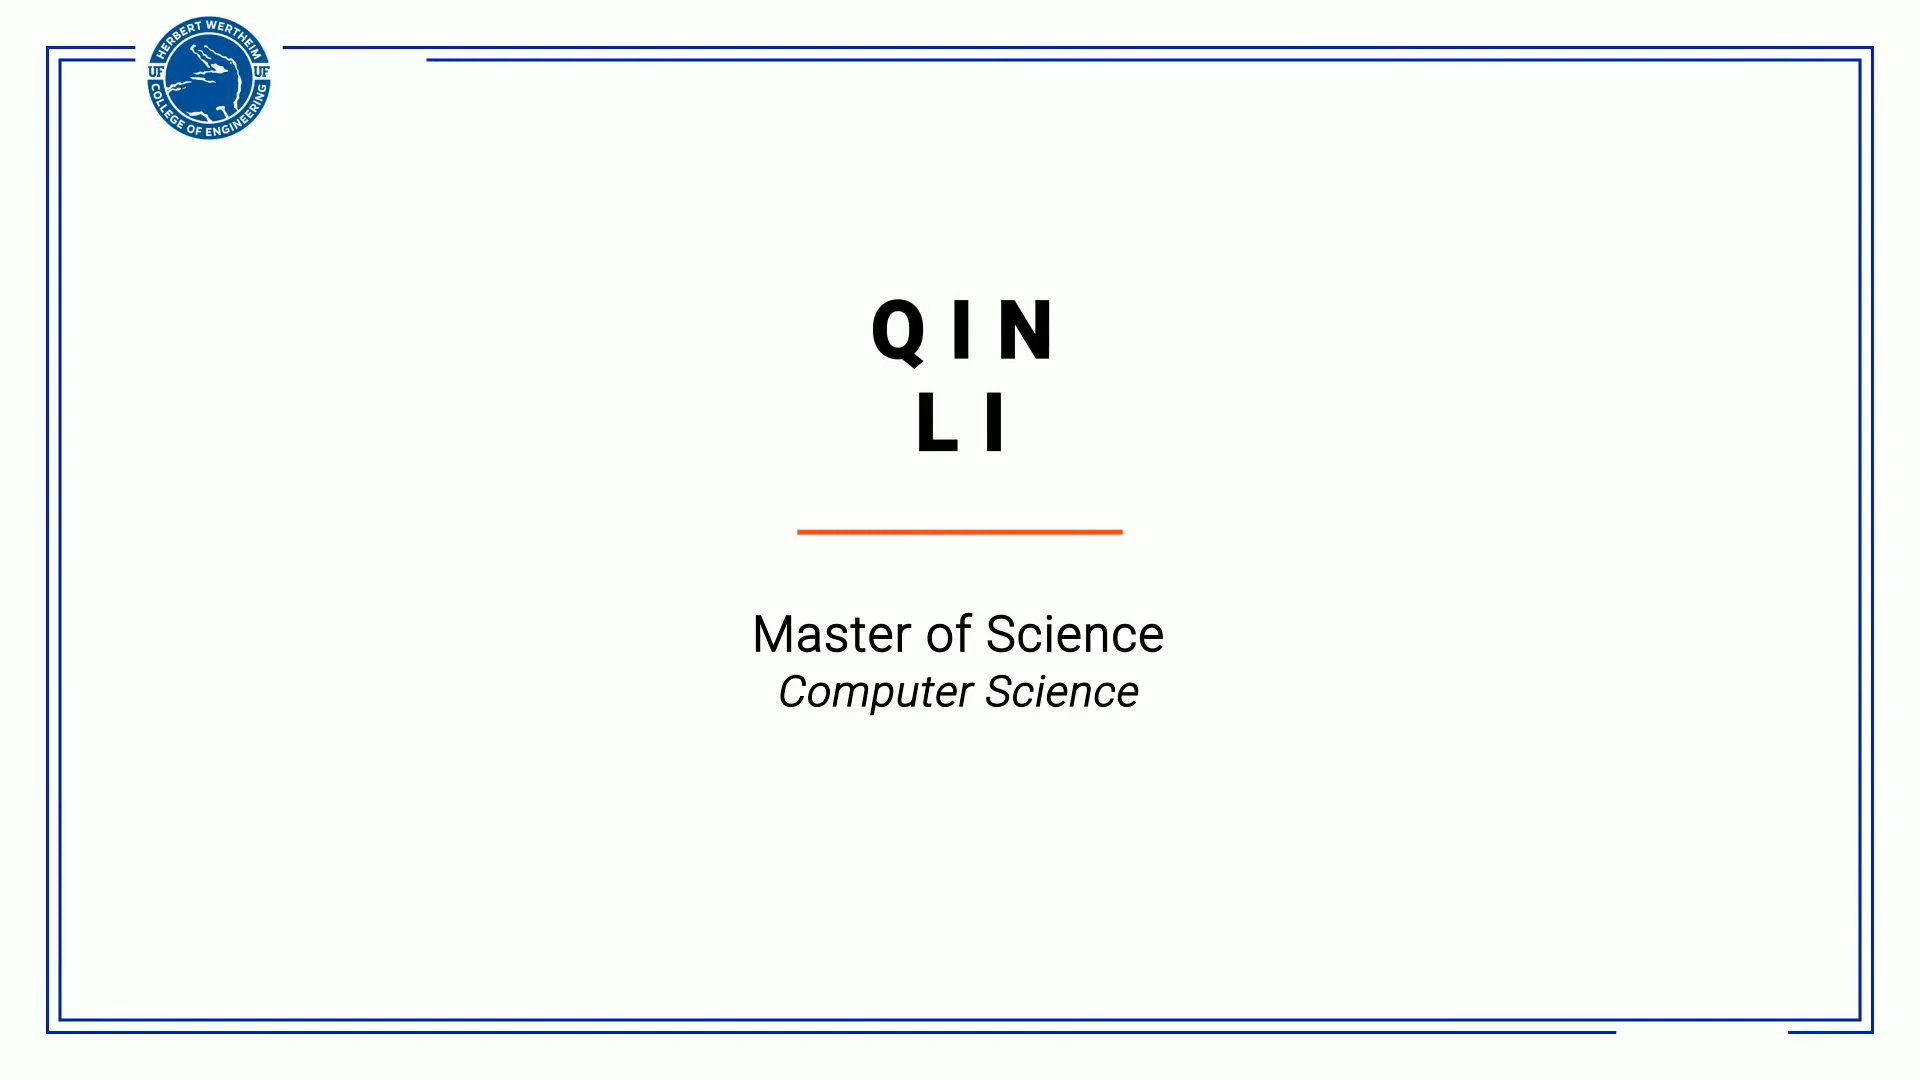 HERBERT WERTHEIM
UF UF
COLLEGE OF ENGINEERING
QIN
LI
Master of Science
Computer Science